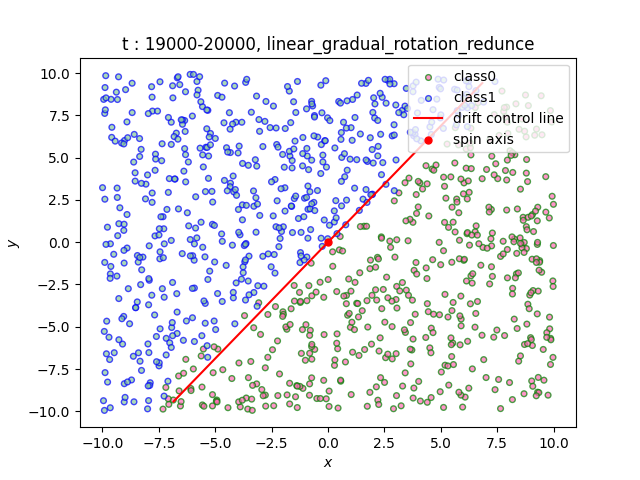 t : 19000-20000, linear_gradual_rotation_redunce
class0
class1
drift control line
spin axis
10.0
7.5
5.0
2.5
0.0
−2.5
−5.0
−7.5
−10.0
y
−10.0 −7.5 −5.0 −2.5 0.0 2.5 5.0 7.5 10.0
x